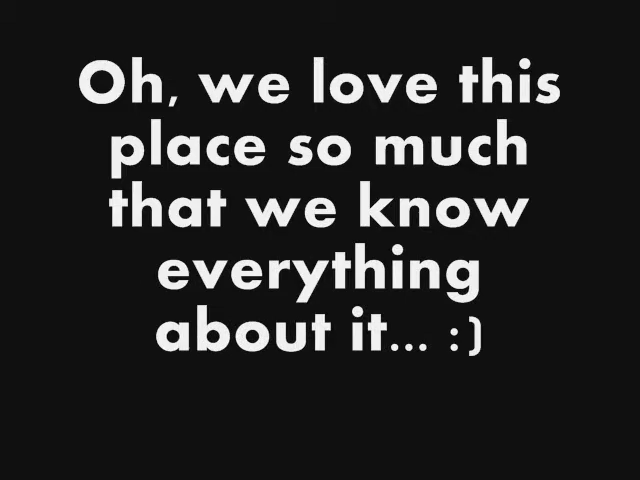 Oh, we love this
place so much
that we know
everything
about it... :)